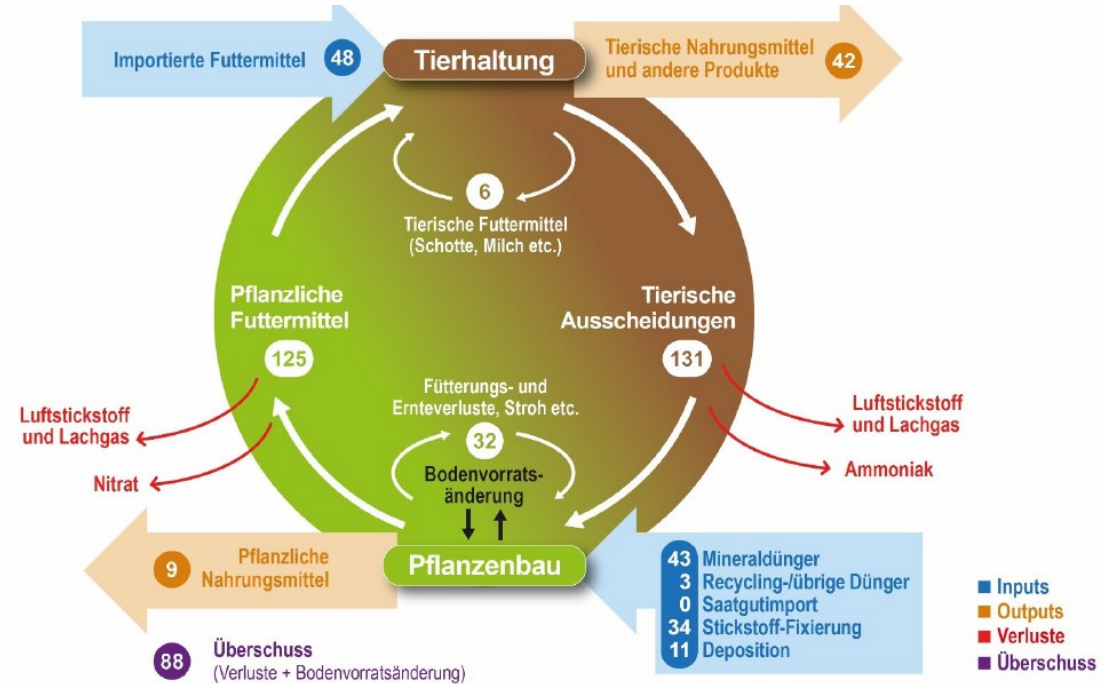 Importierte Futtermittel 48
Tierhaltung
Tierische Nahrungsmittel
und andere Produkte 42
6
Tierische Futtermittel
(Schotte, Milch etc.)
Pflanzliche
Futtermittel
125
Tierische
Ausscheidungen
131
Fütterungs- und
Ernteverluste, Stroh etc.
32
Bodenvorrats-
änderung
Luftstickstoff
und Lachgas
Nitrat
Luftstickstoff
und Lachgas
Ammoniak
9 Pflanzliche
Nahrungsmittel
Pflanzenbau
43 Mineraldünger
3 Recycling-/übrige Dünger
0 Saatgutimport
34 Stickstoff-Fixierung
11 Deposition
88 Überschuss
(Verluste + Bodenvorratsänderung)
Inputs
Outputs
Verluste
Überschuss